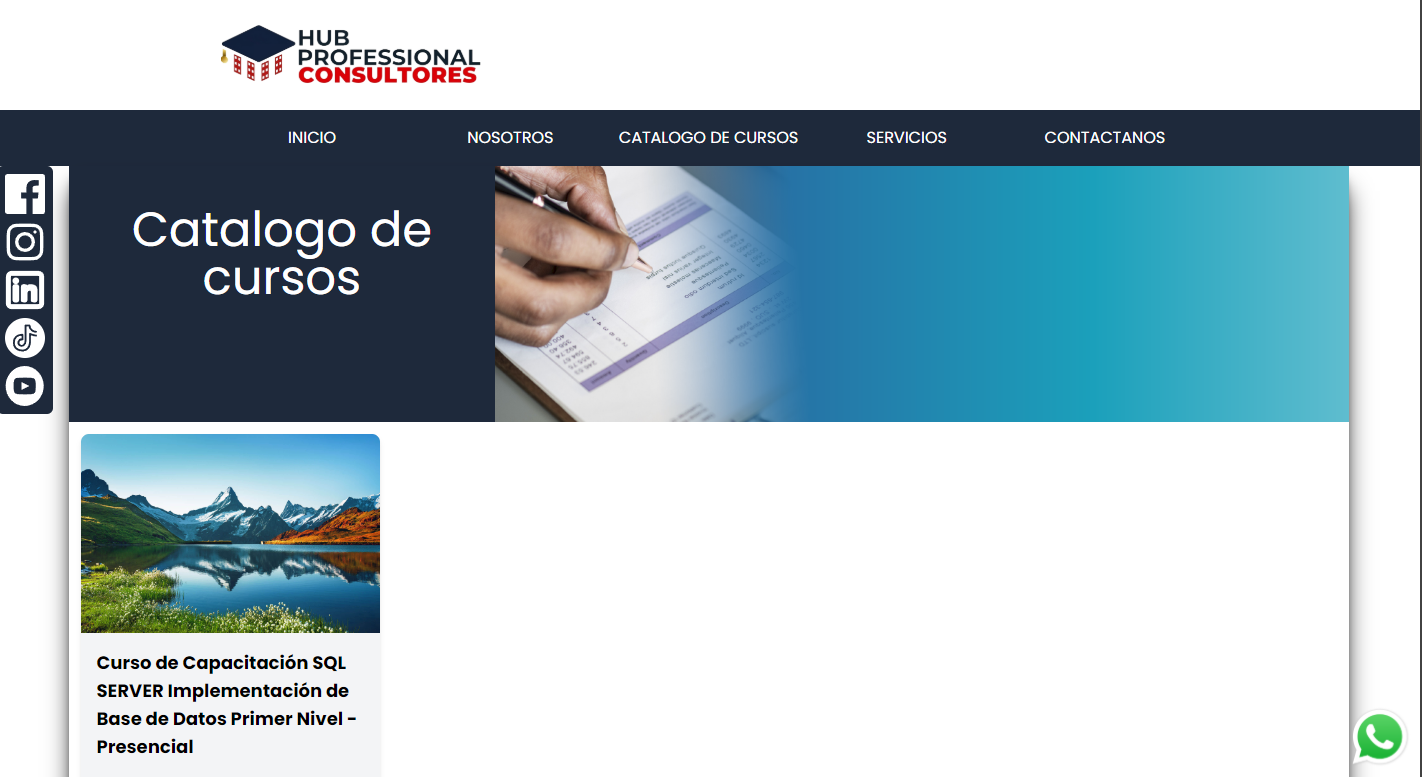 HUB
PROFESSIONAL
CONSULTORES
INICIO NOSOTROS CATALOGO DE CURSOS SERVICIOS CONTACTANOS
Catalogo de
cursos
Curso de Capacitación SQL
SERVER Implementación de
Base de Datos Primer Nivel -
Presencial